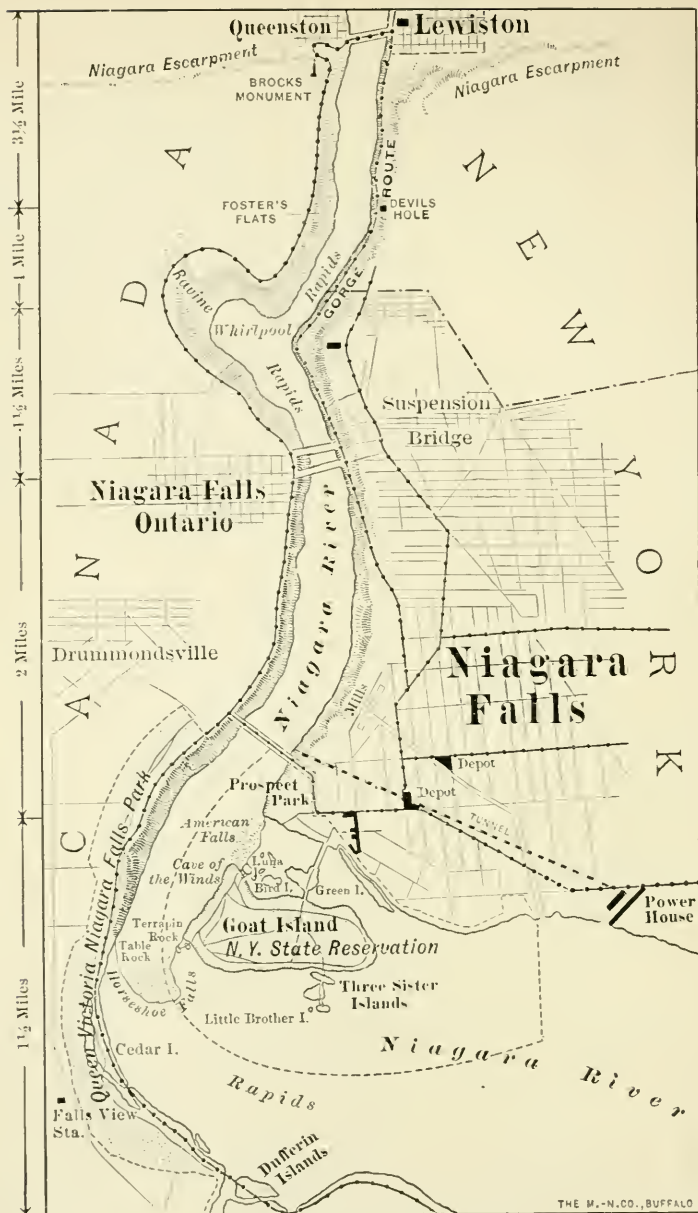 Queenston
Lewiston
Niagara Escarpment
BROCKS
MONUMENT
Niagara Escarpment
3½ Mile
1 Mile
1½ Miles
2 Miles
1½ Miles
CANADA
NEW YORK
FOSTER'S
FLATS
ROUTE
DEVILS
HOLE
GORGE
Rapids
Ravine
Whirlpool
Rapids
Suspension
Bridge
Niagara Falls
Ontario
Niagara River
Drummondsville
Niagara
Falls
Mills
Depot
Depot
TUNNEL
Prospect
Park
Queen Victoria Niagara Falls Park
American
Falls
Cave of
the Winds
Luna
I.
Bird I.
Green I.
Power
House
Goat Island
N. Y. State Reservation
Terrapin
Rock
Table
Rock
Horseshoe Falls
Three Sister
Islands
Little Brother I.
Cedar I.
Niagara River
Rapids
Falls View
Sta.
Dufferin
Islands
THE M.-N.CO., BUFFALO